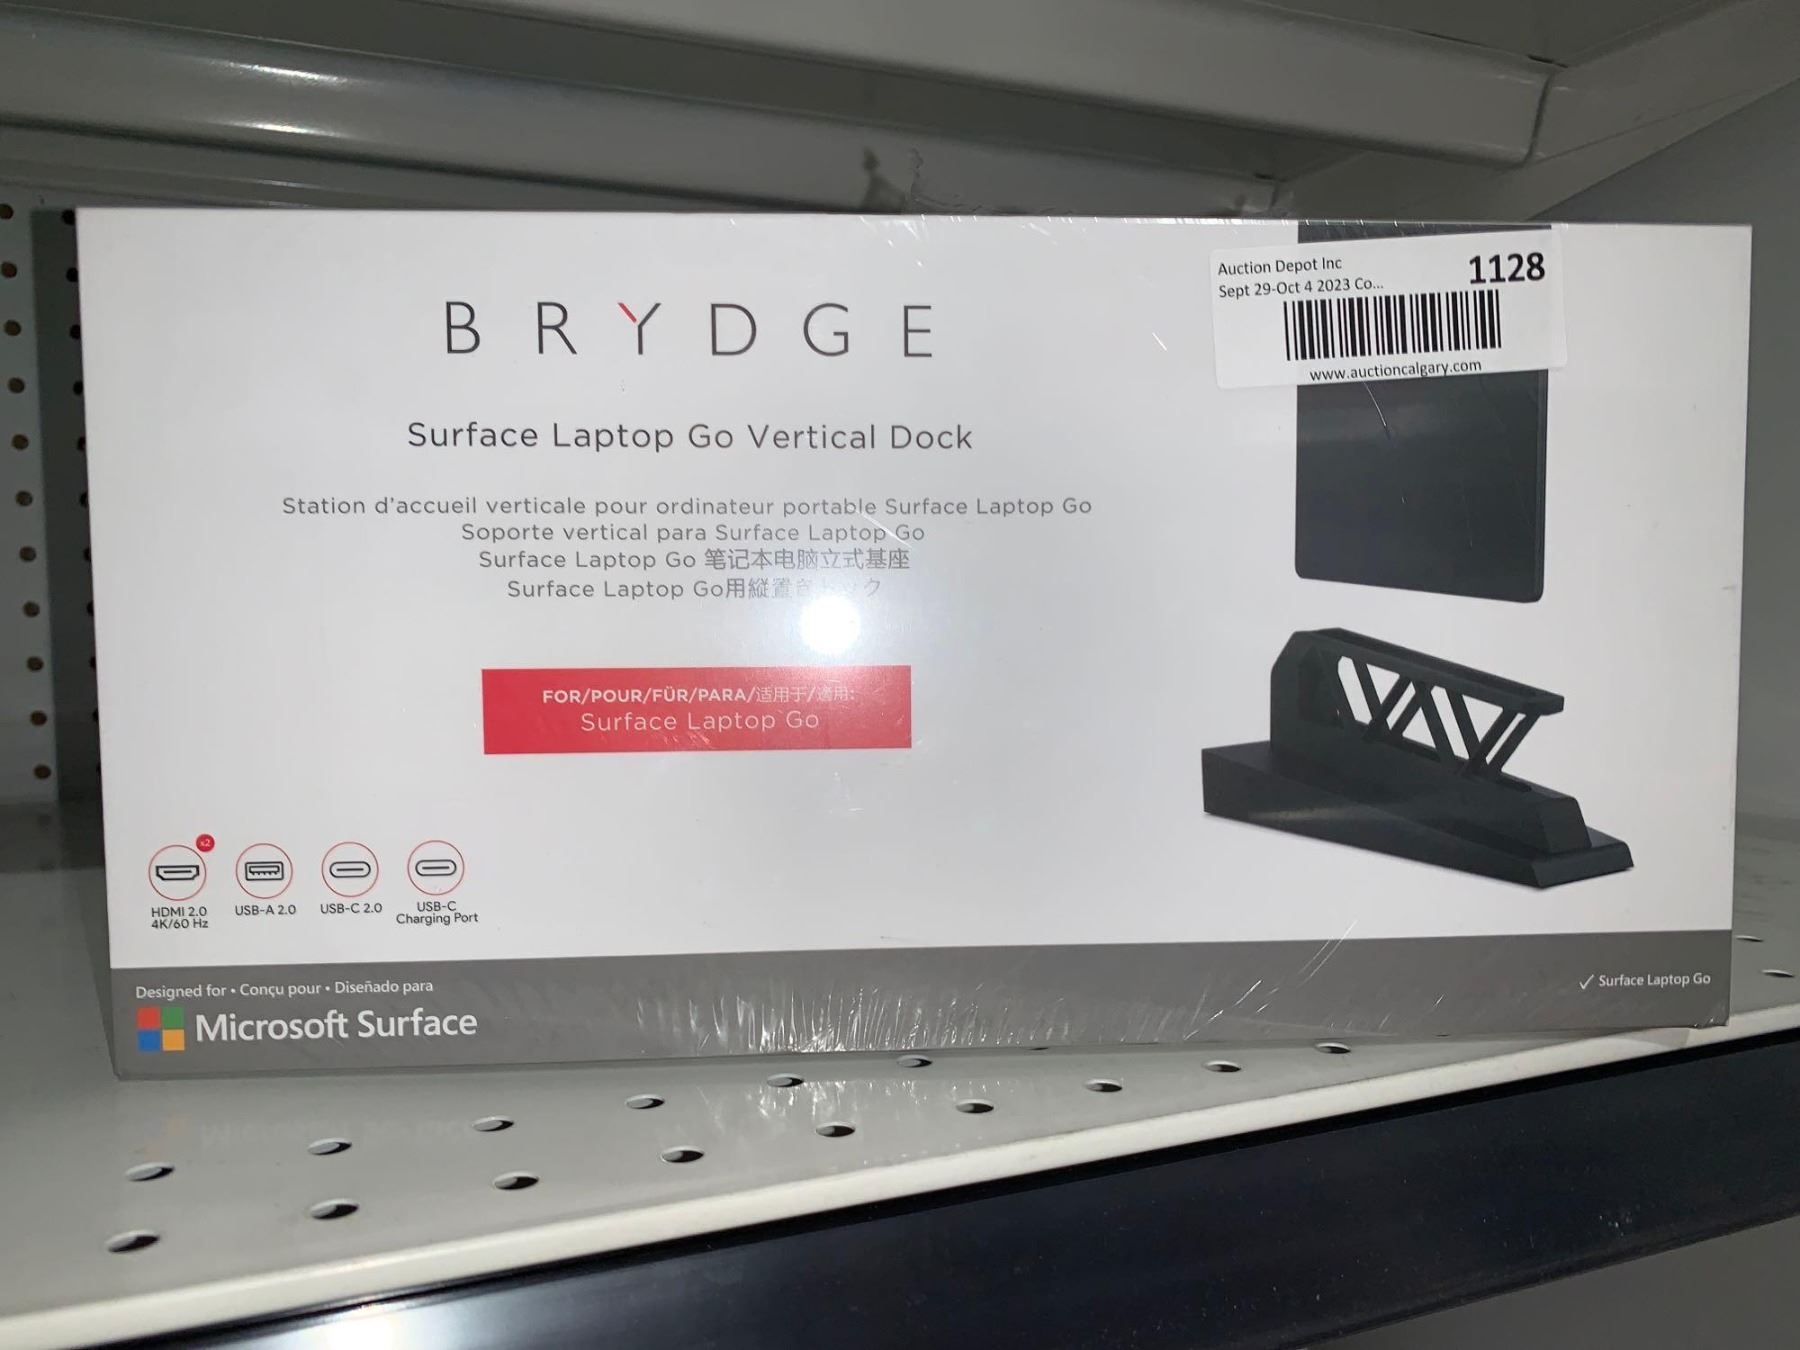 BRYDGE
Surface Laptop Go Vertical Dock
Station d'accueil verticale pour ordinateur portable Surface Laptop Go
Soporte vertical para Surface Laptop Go
Surface Laptop Go 笔记本电脑立式基座
Surface Laptop Go用縦置き
FOR/POUR/FÜR/PARA/适用于/適用:
Surface Laptop Go
x2
HDMI 2.0
4K/60 Hz
USB-A 2.0
USB-C 2.0
USB-C
Charging Port
Designed for • Conçu pour • Diseñado para
Microsoft Surface
✓ Surface Laptop Go
Auction Depot Inc
Sept 29-Oct 4 2023 Co...
1128
www.auctioncalgary.com